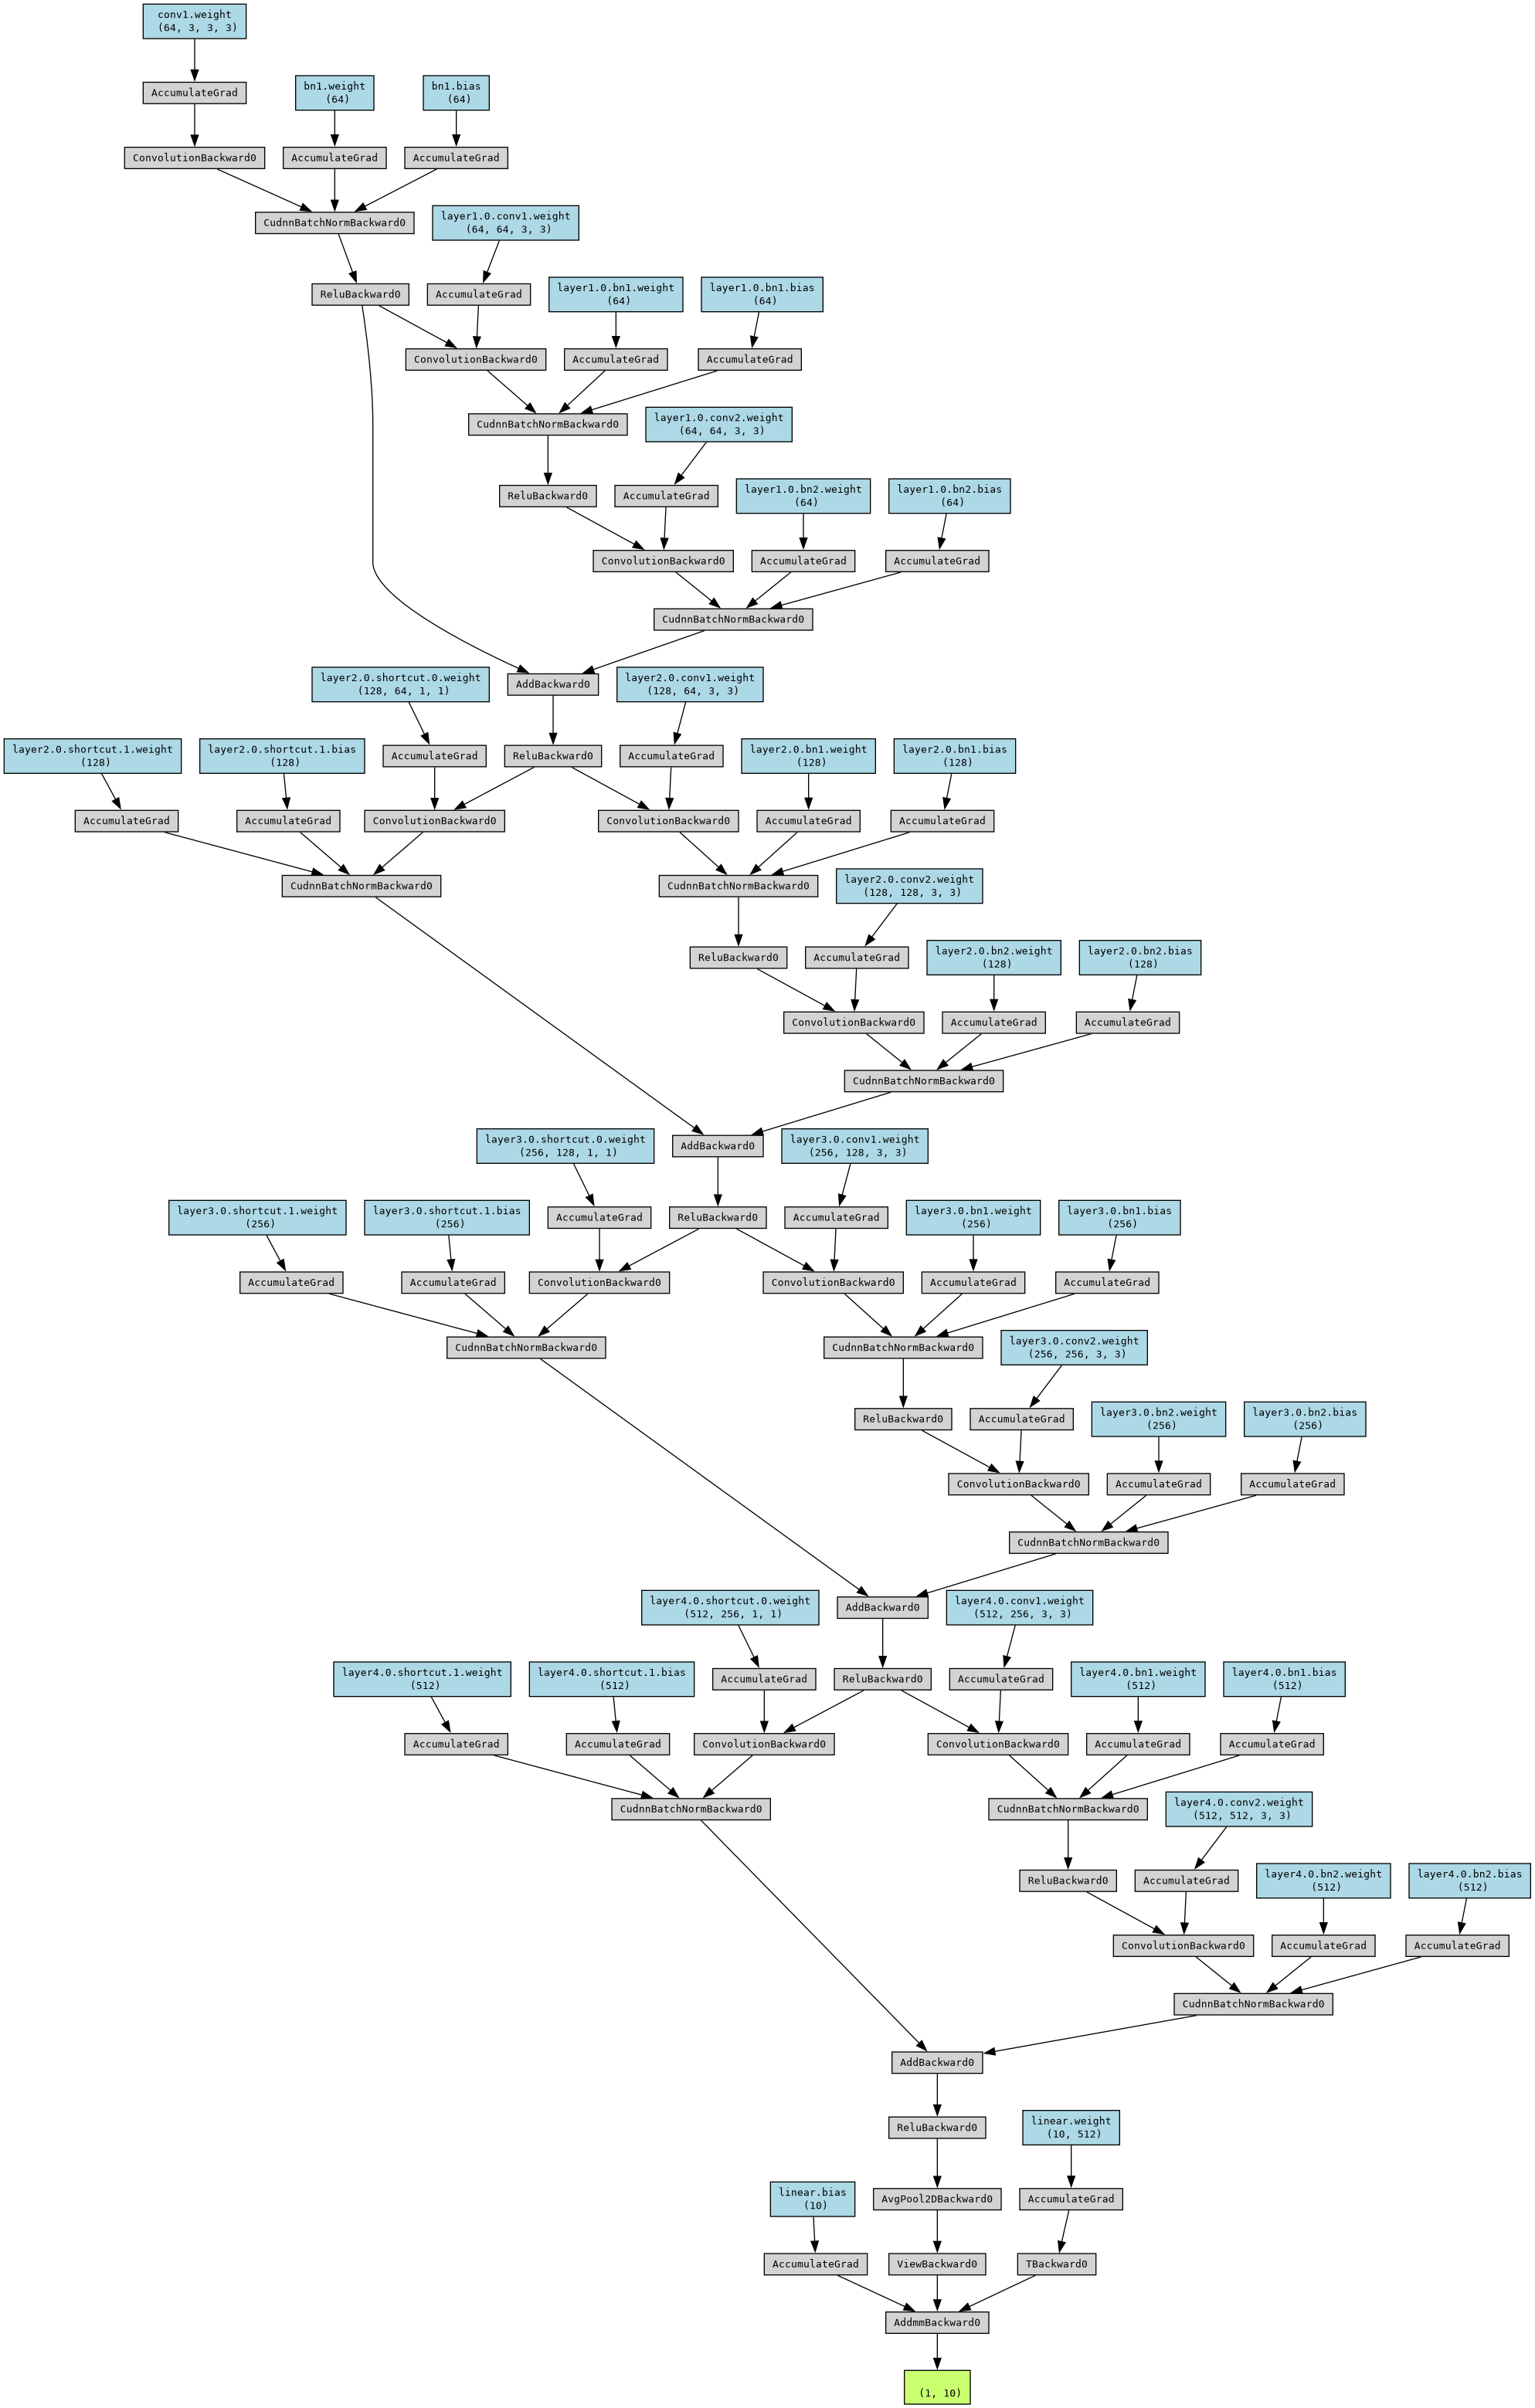 conv1.weight
(64, 3, 3, 3)
AccumulateGrad
bn1.weight
(64)
bn1.bias
(64)
ConvolutionBackward0
AccumulateGrad
AccumulateGrad
CudnnBatchNormBackward0
layer1.0.conv1.weight
(64, 64, 3, 3)
ReluBackward0
AccumulateGrad
layer1.0.bn1.weight
(64)
layer1.0.bn1.bias
(64)
ConvolutionBackward0
AccumulateGrad
AccumulateGrad
CudnnBatchNormBackward0
layer1.0.conv2.weight
(64, 64, 3, 3)
ReluBackward0
AccumulateGrad
layer1.0.bn2.weight
(64)
layer1.0.bn2.bias
(64)
ConvolutionBackward0
AccumulateGrad
AccumulateGrad
CudnnBatchNormBackward0
layer2.0.shortcut.0.weight
(128, 64, 1, 1)
AddBackward0
layer2.0.conv1.weight
(128, 64, 3, 3)
layer2.0.shortcut.1.weight
(128)
layer2.0.shortcut.1.bias
(128)
AccumulateGrad
ReluBackward0
AccumulateGrad
layer2.0.bn1.weight
(128)
layer2.0.bn1.bias
(128)
AccumulateGrad
AccumulateGrad
ConvolutionBackward0
ConvolutionBackward0
AccumulateGrad
AccumulateGrad
CudnnBatchNormBackward0
CudnnBatchNormBackward0
layer2.0.conv2.weight
(128, 128, 3, 3)
ReluBackward0
AccumulateGrad
layer2.0.bn2.weight
(128)
layer2.0.bn2.bias
(128)
ConvolutionBackward0
AccumulateGrad
AccumulateGrad
CudnnBatchNormBackward0
layer3.0.shortcut.0.weight
(256, 128, 1, 1)
AddBackward0
layer3.0.conv1.weight
(256, 128, 3, 3)
layer3.0.shortcut.1.weight
(256)
layer3.0.shortcut.1.bias
(256)
AccumulateGrad
ReluBackward0
AccumulateGrad
layer3.0.bn1.weight
(256)
layer3.0.bn1.bias
(256)
AccumulateGrad
AccumulateGrad
ConvolutionBackward0
ConvolutionBackward0
AccumulateGrad
AccumulateGrad
CudnnBatchNormBackward0
CudnnBatchNormBackward0
layer3.0.conv2.weight
(256, 256, 3, 3)
ReluBackward0
AccumulateGrad
layer3.0.bn2.weight
(256)
layer3.0.bn2.bias
(256)
ConvolutionBackward0
AccumulateGrad
AccumulateGrad
CudnnBatchNormBackward0
layer4.0.shortcut.0.weight
(512, 256, 1, 1)
AddBackward0
layer4.0.conv1.weight
(512, 256, 3, 3)
layer4.0.shortcut.1.weight
(512)
layer4.0.shortcut.1.bias
(512)
AccumulateGrad
ReluBackward0
AccumulateGrad
layer4.0.bn1.weight
(512)
layer4.0.bn1.bias
(512)
AccumulateGrad
AccumulateGrad
ConvolutionBackward0
ConvolutionBackward0
AccumulateGrad
AccumulateGrad
CudnnBatchNormBackward0
CudnnBatchNormBackward0
layer4.0.conv2.weight
(512, 512, 3, 3)
ReluBackward0
AccumulateGrad
layer4.0.bn2.weight
(512)
layer4.0.bn2.bias
(512)
ConvolutionBackward0
AccumulateGrad
AccumulateGrad
CudnnBatchNormBackward0
AddBackward0
ReluBackward0
linear.weight
(10, 512)
linear.bias
(10)
AvgPool2DBackward0
AccumulateGrad
AccumulateGrad
ViewBackward0
TBackward0
AddmmBackward0
(1, 10)